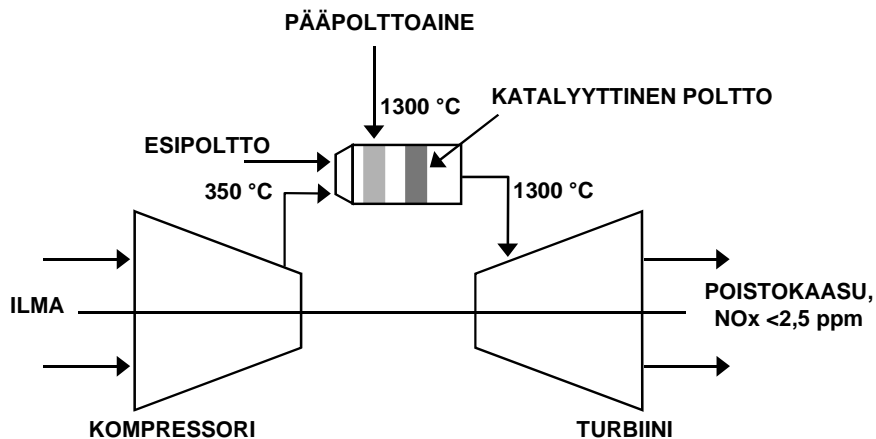 PÄÄPOLTTOAINE
1300 °C
KATALYYTTINEN POLTTO
ESIPOLTTO
350 °C
1300 °C
ILMA
POISTOKAASU,
NOx <2,5 ppm
KOMPRESSORI
TURBIINI